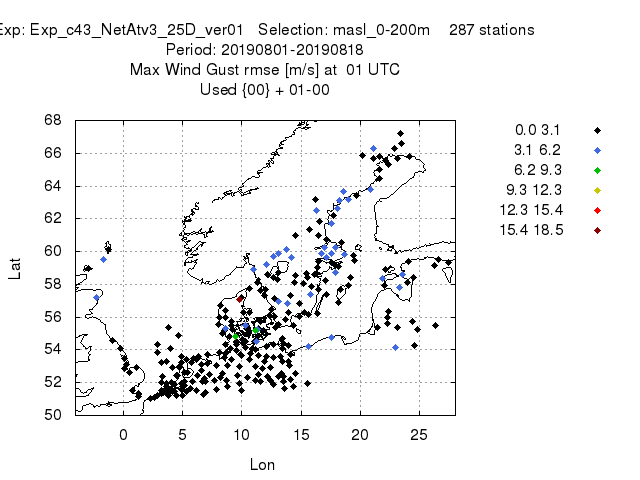 Exp: Exp_c43_NetAtv3_25D_ver01   Selection: masl_0-200m    287 stations
Period: 20190801-20190818
Max Wind Gust rmse [m/s] at  01 UTC
Used {00} + 01-00
68
66
64
62
60
58
56
54
52
50
Lat
0 5 10 15 20 25
Lon
0.0 3.1
3.1 6.2
6.2 9.3
9.3 12.3
12.3 15.4
15.4 18.5